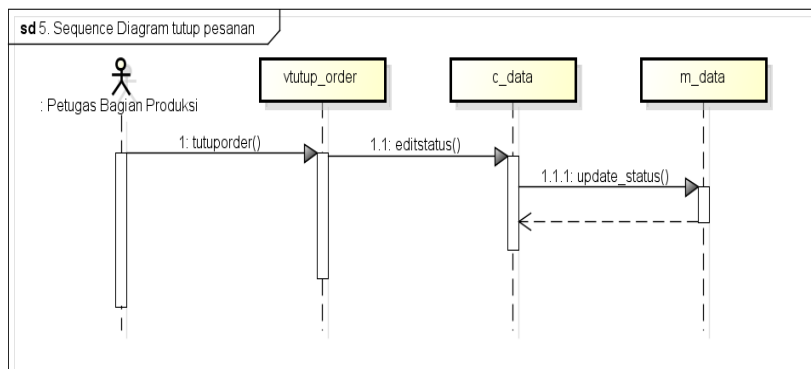 sd 5. Sequence Diagram tutup pesanan
: Petugas Bagian Produksi
vtutup_order
c_data
m_data
1: tutuporder()
1.1: editstatus()
1.1.1: update_status()